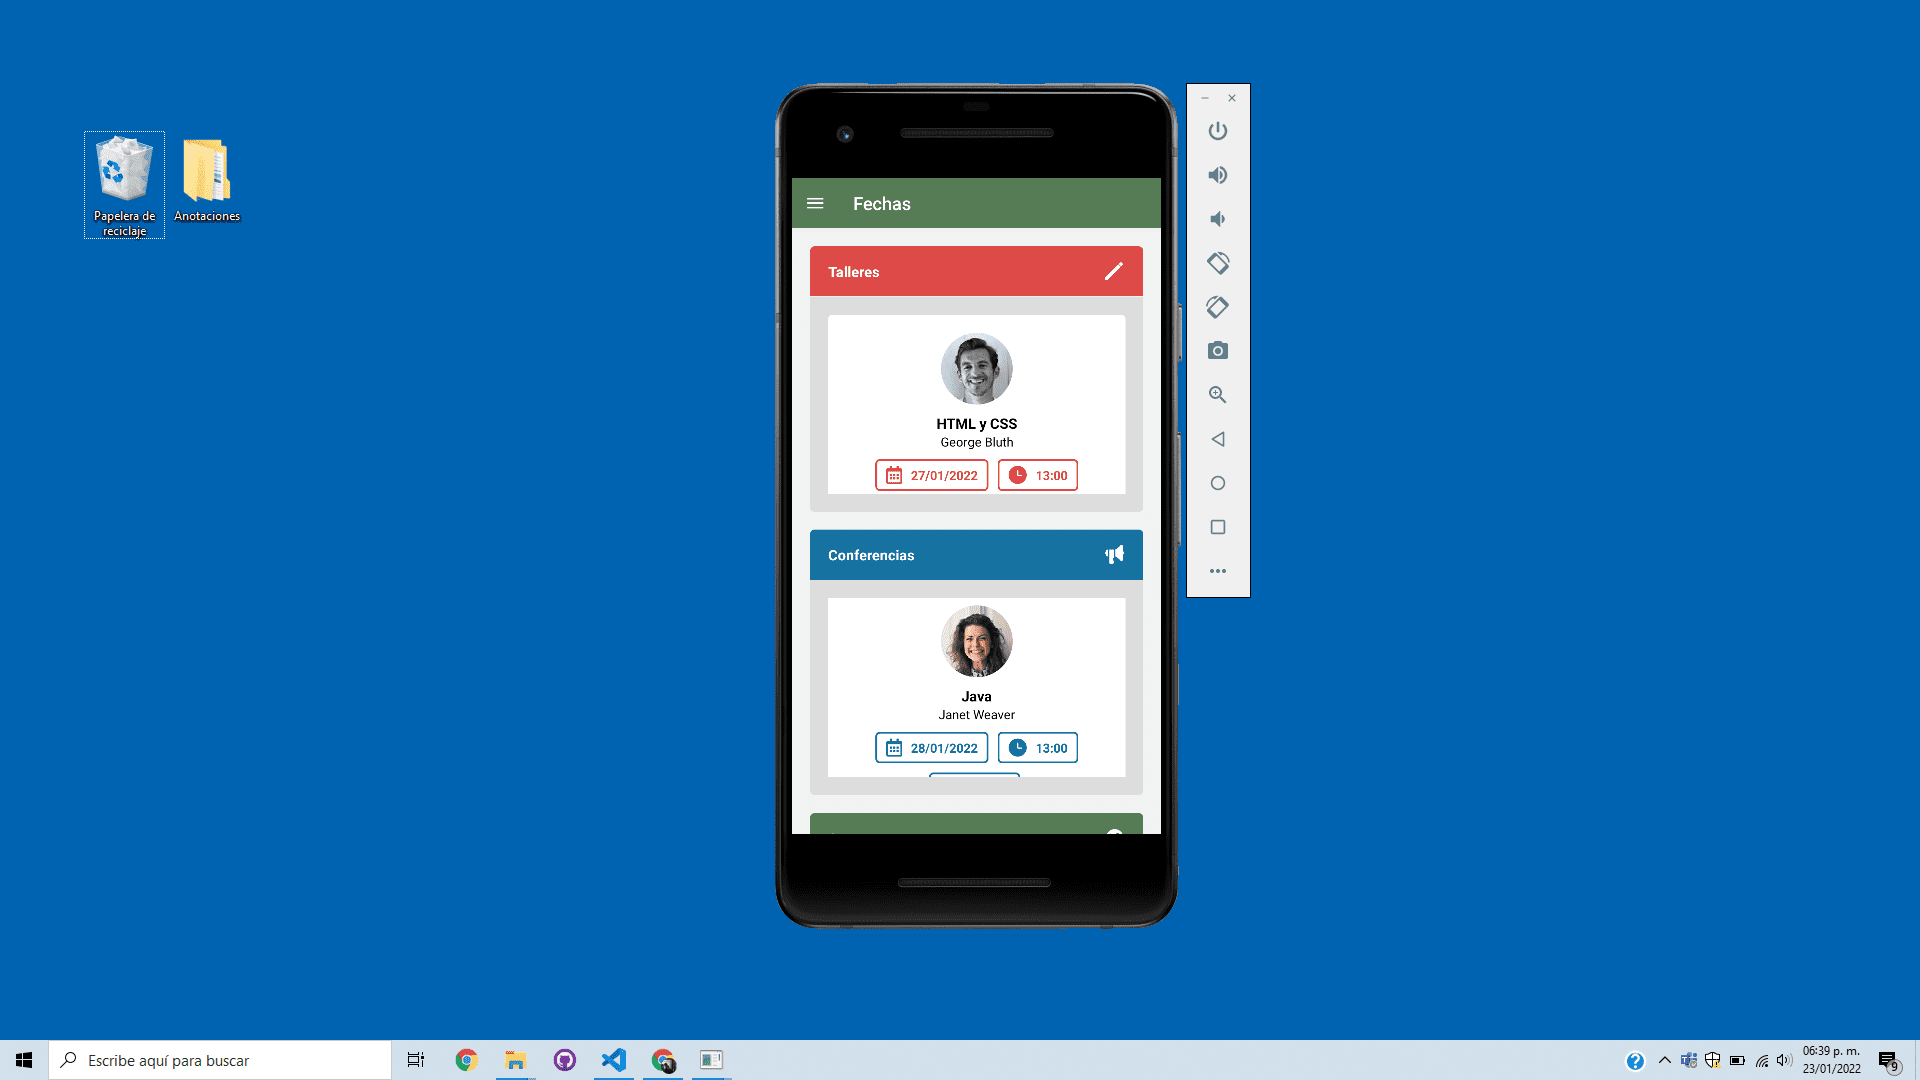 Papelera de
reciclaje
Anotaciones
Fechas
Talleres
HTML y CSS
George Bluth
27/01/2022
13:00
Conferencias
Java
Janet Weaver
28/01/2022
13:00
Escribe aquí para buscar
06:39 p. m.
23/01/2022
9